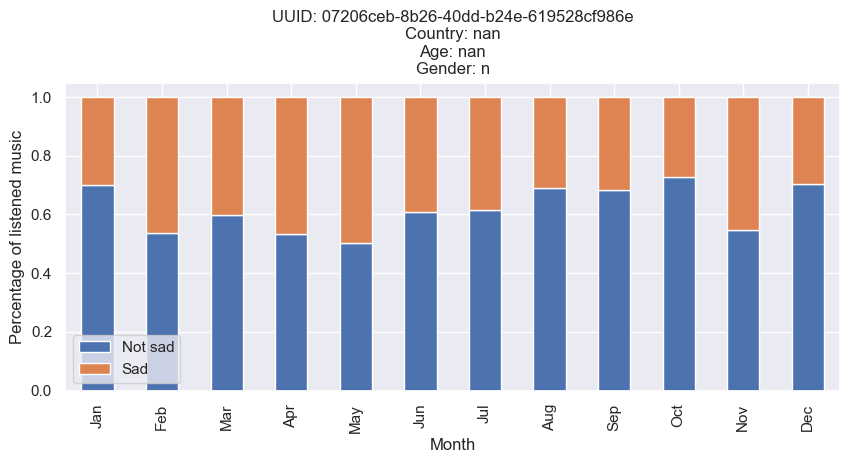 UUID: 07206ceb-8b26-40dd-b24e-619528cf986e
Country: nan
Age: nan
Gender: n
Percentage of listened music
1.0
0.8
0.6
0.4
0.2
0.0
Not sad
Sad
Jan
Feb
Mar
Apr
May
Jun
Jul
Aug
Sep
Oct
Nov
Dec
Month